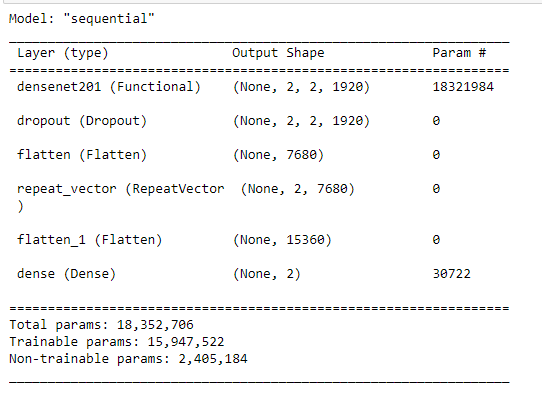 Model: "sequential"
Layer (type) Output Shape Param #
densenet201 (Functional) (None, 2, 2, 1920) 18321984
dropout (Dropout) (None, 2, 2, 1920) 0
flatten (Flatten) (None, 7680) 0
repeat_vector (RepeatVector (None, 2, 7680) 0
)
flatten_1 (Flatten) (None, 15360) 0
dense (Dense) (None, 2) 30722
Total params: 18,352,706
Trainable params: 15,947,522
Non-trainable params: 2,405,184